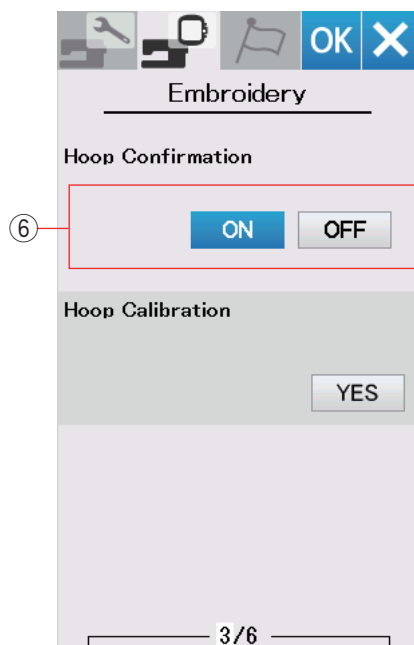 OK X
Embroidery
Hoop Confirmation
⑥ ON OFF
Hoop Calibration
YES
3/6